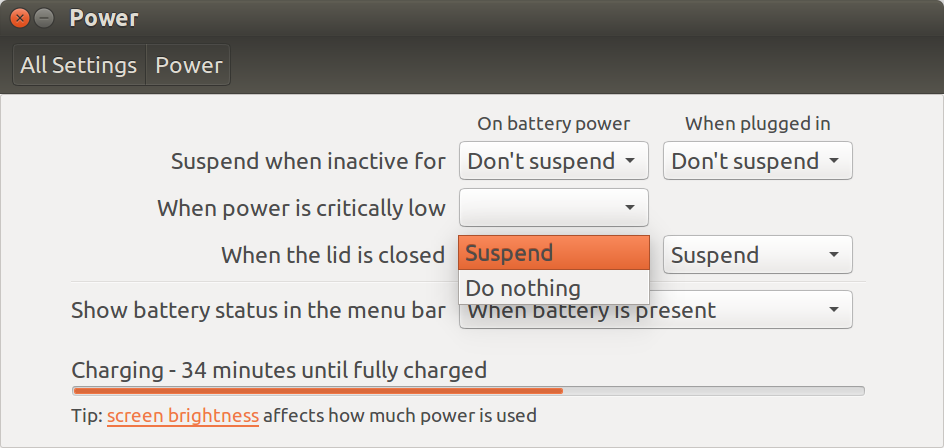 Power
All Settings Power
On battery power When plugged in
Suspend when inactive for Don't suspend Don't suspend
When power is critically low
When the lid is closed Suspend Suspend
Do nothing
Show battery status in the menu bar When battery is present
Charging - 34 minutes until fully charged
Tip: screen brightness affects how much power is used